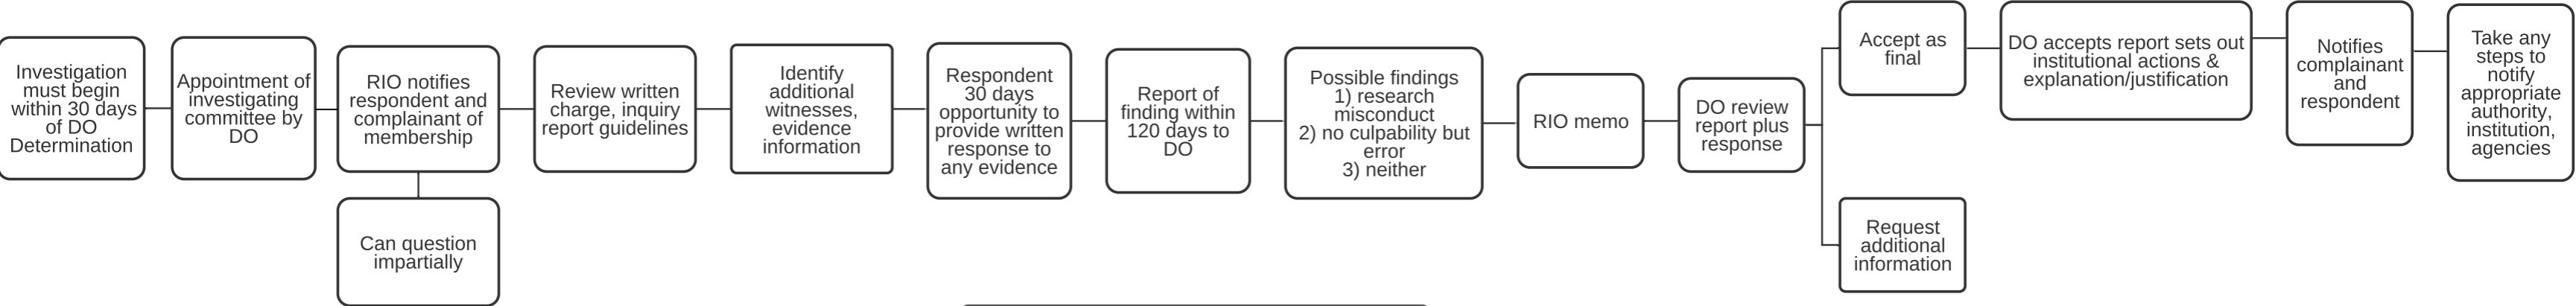 Investigation
must begin
within 30 days
of DO
Determination
Appointment of
investigating
committee by
DO
RIO notifies
respondent and
complainant of
membership
Can question
impartially
Review written
charge, inquiry
report guidelines
Identify
additional
witnesses,
evidence
information
Respondent
30 days
opportunity to
provide written
response to
any evidence
Report of
finding within
120 days to
DO
Possible findings
1) research
misconduct
2) no culpability but
error
3) neither
RIO memo
DO review
report plus
response
Accept as
final
Request
additional
information
DO accepts report sets out
institutional actions &
explanation/justification
Notifies
complainant
and
respondent
Take any
steps to
notify
appropriate
authority,
institution,
agencies